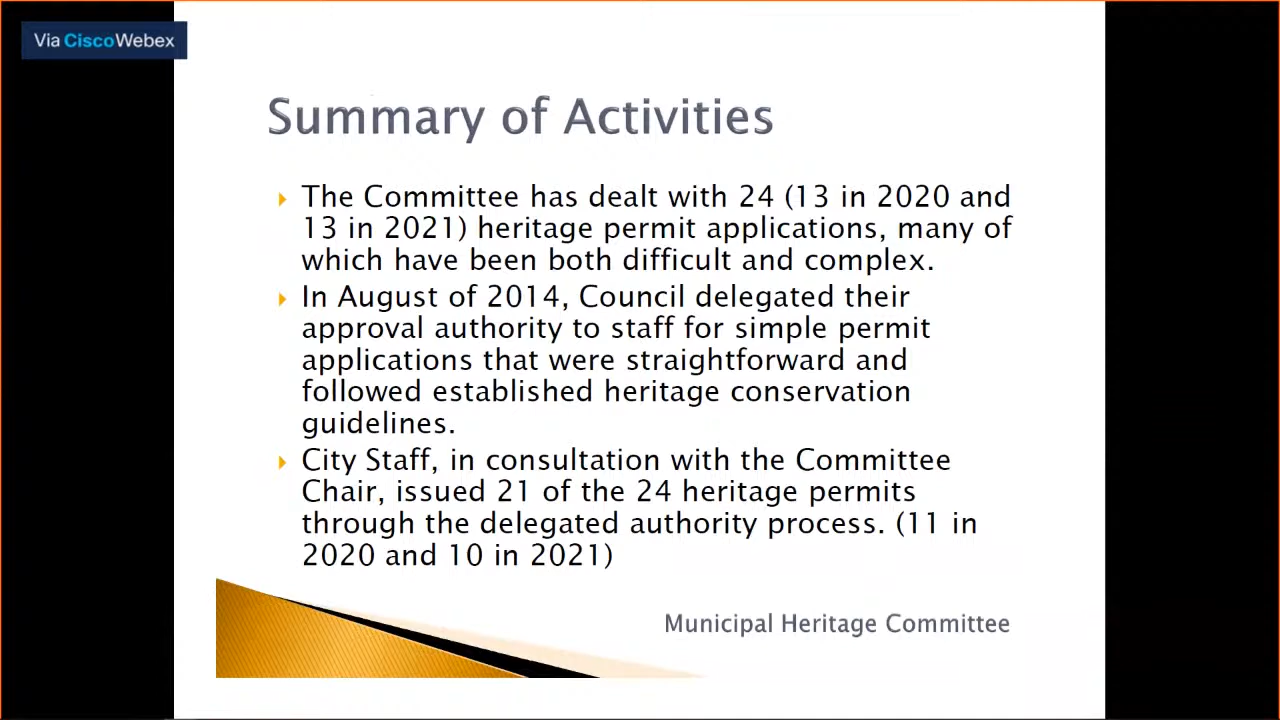 Via CiscoWebex
Summary of Activities
The Committee has dealt with 24 (13 in 2020 and
13 in 2021) heritage permit applications, many of
which have been both difficult and complex.
In August of 2014, Council delegated their
approval authority to staff for simple permit
applications that were straightforward and
followed established heritage conservation
guidelines.
City Staff, in consultation with the Committee
Chair, issued 21 of the 24 heritage permits
through the delegated authority process. (11 in
2020 and 10 in 2021)
Municipal Heritage Committee